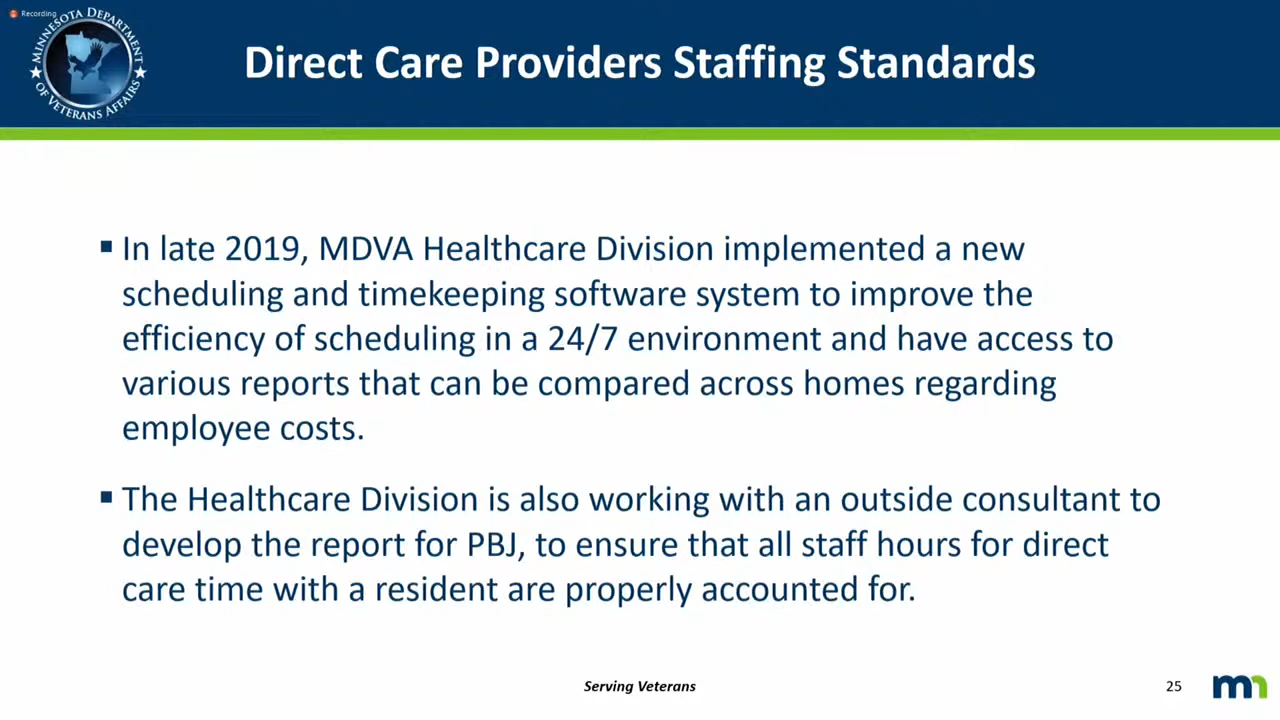 Recording
MINNESOTA DEPARTMENT
OF VETERANS AFFAIRS
Direct Care Providers Staffing Standards
▪ In late 2019, MDVA Healthcare Division implemented a new
scheduling and timekeeping software system to improve the
efficiency of scheduling in a 24/7 environment and have access to
various reports that can be compared across homes regarding
employee costs.
▪ The Healthcare Division is also working with an outside consultant to
develop the report for PBJ, to ensure that all staff hours for direct
care time with a resident are properly accounted for.
Serving Veterans
25
mn